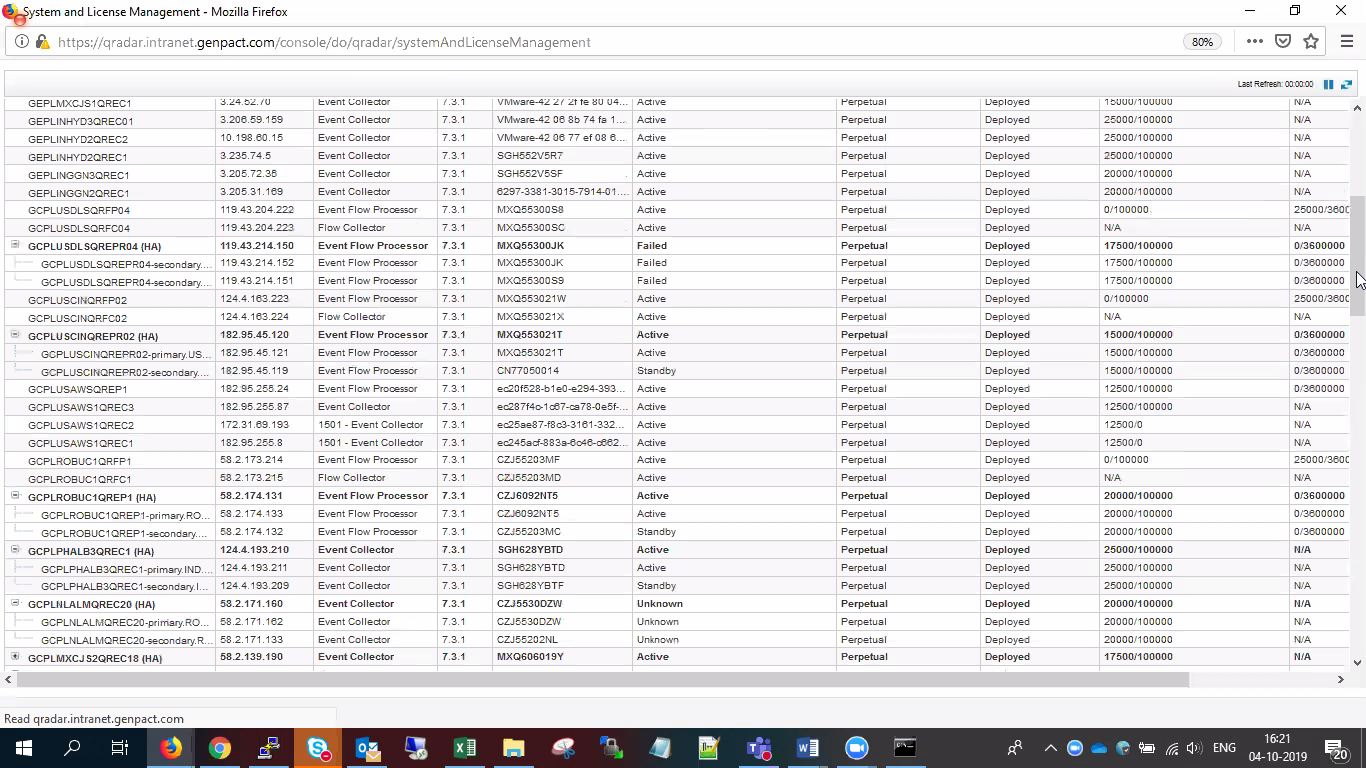 System and License Management - Mozilla Firefox
https://qradar.intranet.genpact.com/console/do/qradar/systemAndLicenseManagement 80%
Last Refresh: 00:00:00
GEPLMXCJS1QREC1 3.24.52.70 Event Collector 7.3.1 VMware-42 27 2f fe 80 04... Active Perpetual Deployed 15000/100000 N/A
GEPLINHYD3QREC01 3.206.59.159 Event Collector 7.3.1 VMware-42 06 8b 74 fa 1... Active Perpetual Deployed 25000/100000 N/A
GEPLINHYD2QREC2 10.198.60.15 Event Collector 7.3.1 VMware-42 06 77 ef 08 6... Active Perpetual Deployed 25000/100000 N/A
GEPLINHYD2QREC1 3.235.74.5 Event Collector 7.3.1 SGH552V5R7 Active Perpetual Deployed 25000/100000 N/A
GEPLINGGN3QREC1 3.205.72.36 Event Collector 7.3.1 SGH552V5SF Active Perpetual Deployed 20000/100000 N/A
GEPLINGGN2QREC1 3.205.31.169 Event Collector 7.3.1 6297-3381-3015-7914-01... Active Perpetual Deployed 20000/100000 N/A
GCPLUSDLSQRFP04 119.43.204.222 Event Flow Processor 7.3.1 MXQ55300S8 Active Perpetual Deployed 0/100000 25000/3600
GCPLUSDLSQRFC04 119.43.204.223 Flow Collector 7.3.1 MXQ55300SC Active Perpetual Deployed N/A N/A
GCPLUSDLSQREPR04 (HA) 119.43.214.150 Event Flow Processor 7.3.1 MXQ55300JK Failed Perpetual Deployed 17500/100000 0/3600000
GCPLUSDLSQREPR04-secondary.... 119.43.214.152 Event Flow Processor 7.3.1 MXQ55300JK Failed Perpetual Deployed 17500/100000 0/3600000
GCPLUSDLSQREPR04-secondary.... 119.43.214.151 Event Flow Processor 7.3.1 MXQ55300S9 Failed Perpetual Deployed 17500/100000 0/3600000
GCPLUSCINQRFP02 124.4.163.223 Event Flow Processor 7.3.1 MXQ553021W Active Perpetual Deployed 0/100000 25000/3600
GCPLUSCINQRFC02 124.4.163.224 Flow Collector 7.3.1 MXQ553021X Active Perpetual Deployed N/A N/A
GCPLUSCINQREPR02 (HA) 182.95.45.120 Event Flow Processor 7.3.1 MXQ553021T Active Perpetual Deployed 15000/100000 0/3600000
GCPLUSCINQREPR02-primary.US... 182.95.45.121 Event Flow Processor 7.3.1 MXQ553021T Active Perpetual Deployed 15000/100000 0/3600000
GCPLUSCINQREPR02-secondary.... 182.95.45.119 Event Flow Processor 7.3.1 CN77050014 Standby Perpetual Deployed 15000/100000 0/3600000
GCPLUSAWSQREP1 182.95.255.24 Event Flow Processor 7.3.1 ec20f528-b1e0-e294-393... Active Perpetual Deployed 12500/100000 0/3600000
GCPLUSAWS1QREC3 182.95.255.87 Event Collector 7.3.1 ec287f4c-1c67-ca78-0e5f-... Active Perpetual Deployed 12500/100000 N/A
GCPLUSAWS1QREC2 172.31.69.193 1501 - Event Collector 7.3.1 ec25ae87-f8c3-3161-332... Active Perpetual Deployed 12500/0 N/A
GCPLUSAWS1QREC1 182.95.255.8 1501 - Event Collector 7.3.1 ec245acf-883a-6c46-c662... Active Perpetual Deployed 12500/0 N/A
GCPLROBUC1QRFP1 58.2.173.214 Event Flow Processor 7.3.1 CZJ55203MF Active Perpetual Deployed 0/100000 25000/3600
GCPLROBUC1QRFC1 58.2.173.215 Flow Collector 7.3.1 CZJ55203MD Active Perpetual Deployed N/A N/A
GCPLROBUC1QREP1 (HA) 58.2.174.131 Event Flow Processor 7.3.1 CZJ6092NT5 Active Perpetual Deployed 20000/100000 0/3600000
GCPLROBUC1QREP1-primary.RO... 58.2.174.133 Event Flow Processor 7.3.1 CZJ6092NT5 Active Perpetual Deployed 20000/100000 0/3600000
GCPLROBUC1QREP1-secondary.... 58.2.174.132 Event Flow Processor 7.3.1 CZJ55203MC Standby Perpetual Deployed 20000/100000 0/3600000
GCPLPHALB3QREC1 (HA) 124.4.193.210 Event Collector 7.3.1 SGH628YBTD Active Perpetual Deployed 25000/100000 N/A
GCPLPHALB3QREC1-primary.IND... 124.4.193.211 Event Collector 7.3.1 SGH628YBTD Active Perpetual Deployed 25000/100000 N/A
GCPLPHALB3QREC1-secondary.I... 124.4.193.209 Event Collector 7.3.1 SGH628YBTF Standby Perpetual Deployed 25000/100000 N/A
GCPLNLALMQREC20 (HA) 58.2.171.160 Event Collector 7.3.1 CZJ5530DZW Unknown Perpetual Deployed 20000/100000 N/A
GCPLNLALMQREC20-primary.RO... 58.2.171.162 Event Collector 7.3.1 CZJ5530DZW Unknown Perpetual Deployed 20000/100000 N/A
GCPLNLALMQREC20-secondary.R... 58.2.171.133 Event Collector 7.3.1 CZJ55202NL Unknown Perpetual Deployed 20000/100000 N/A
GCPLMXCJS2QREC18 (HA) 58.2.139.190 Event Collector 7.3.1 MXQ606019Y Active Perpetual Deployed 17500/100000 N/A
Read qradar.intranet.genpact.com
ENG
16:21
04-10-2019
20